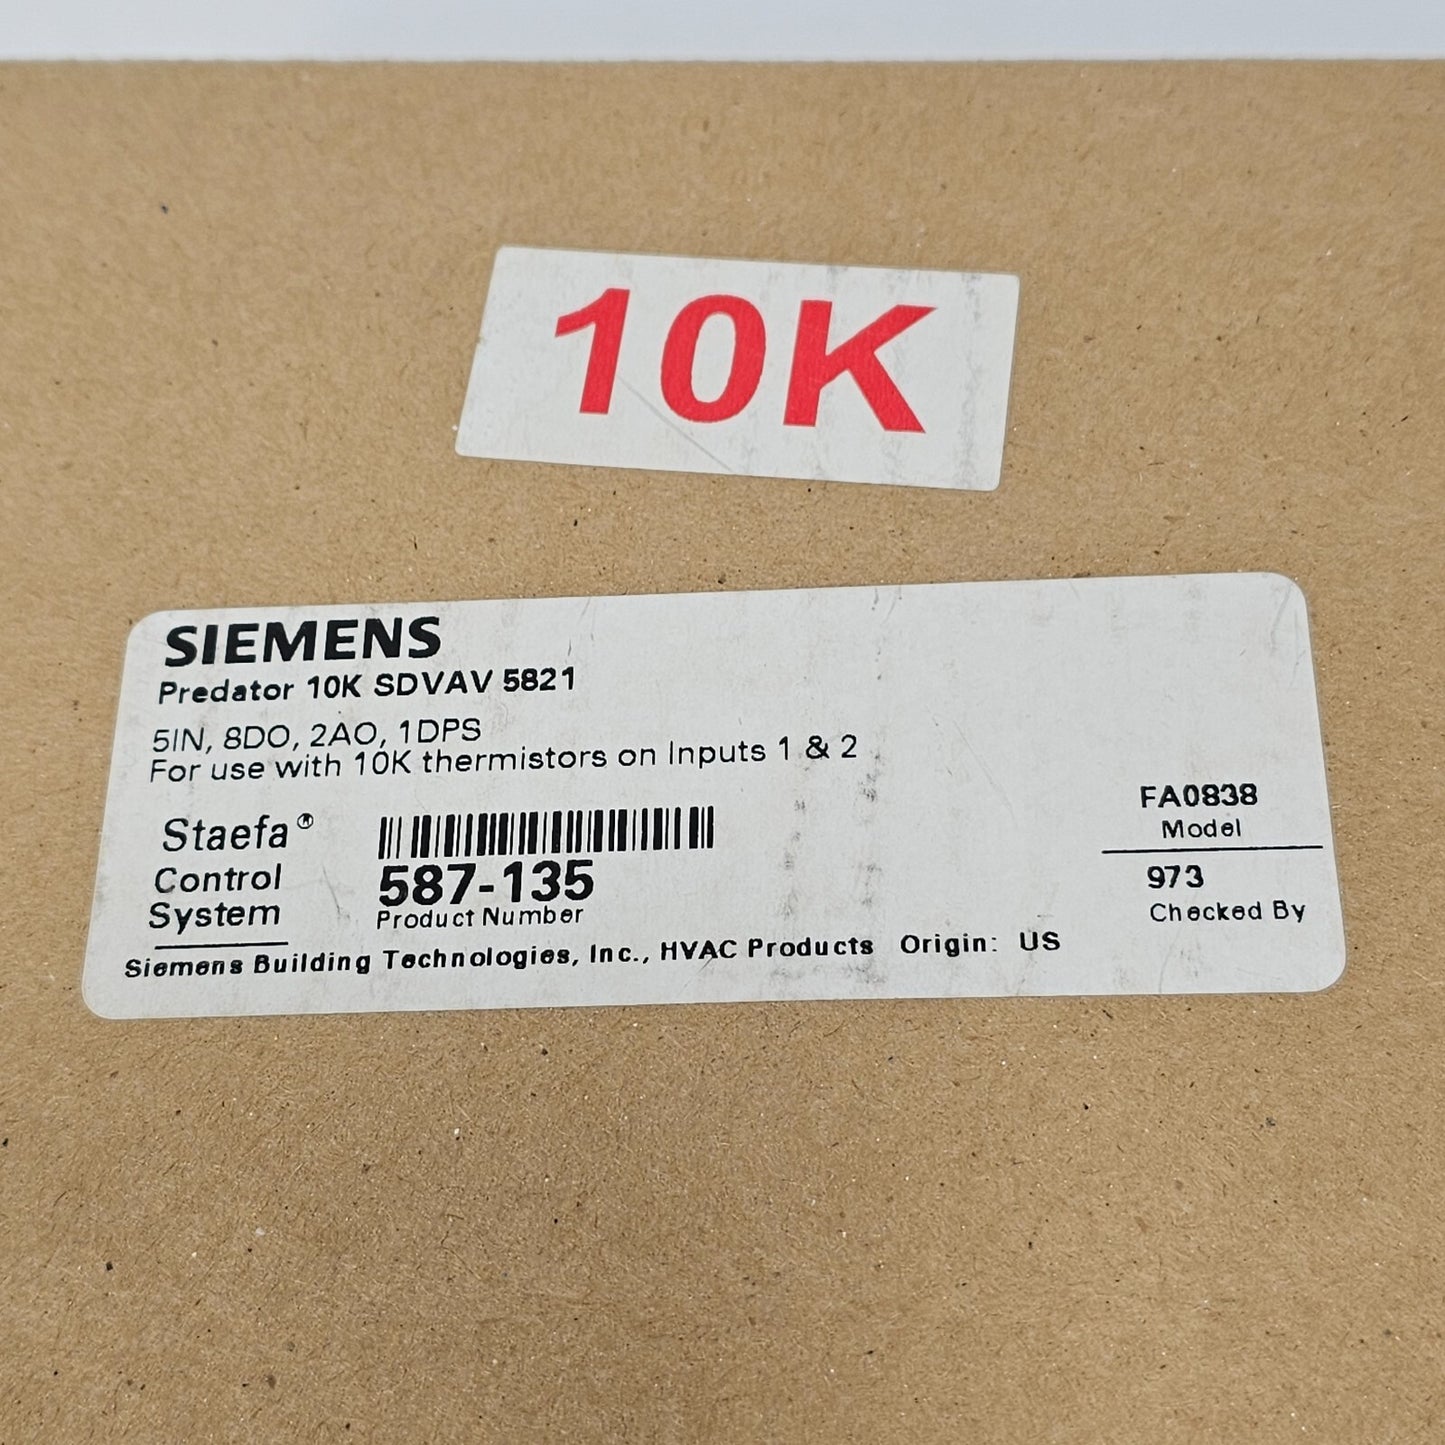 10K
SIEMENS
Predator 10K SDVAV 5821
5IN, 8DO, 2AO, 1DPS
For use with 10K thermistors on Inputs 1 & 2
Staefa®
Control
System
587-135
Product Number
FA0838
Model
973
Checked By
Siemens Building Technologies, Inc., HVAC Products Origin: US